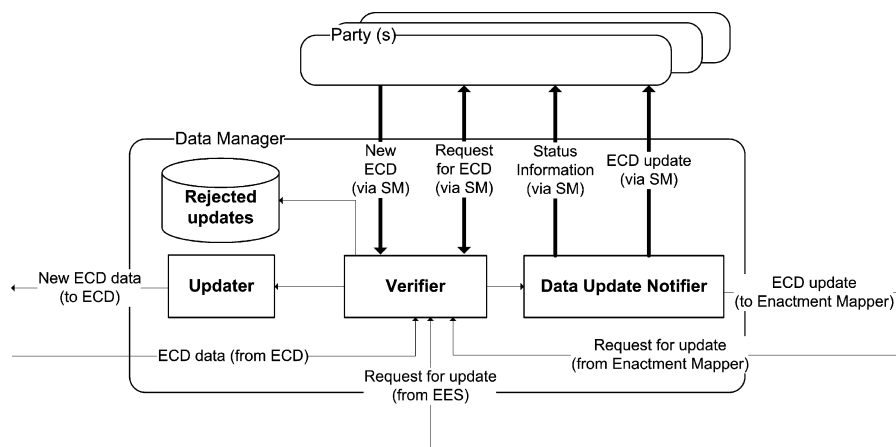 Party (s)
Data Manager
New
ECD
(via SM)
Request
for ECD
(via SM)
Status
Information
(via SM)
ECD update
(via SM)
Rejected
updates
New ECD data
(to ECD)
Updater
Verifier
Data Update Notifier
ECD update
(to Enactment Mapper)
ECD data (from ECD)
Request for update
(from EES)
Request for update
(from Enactment Mapper)